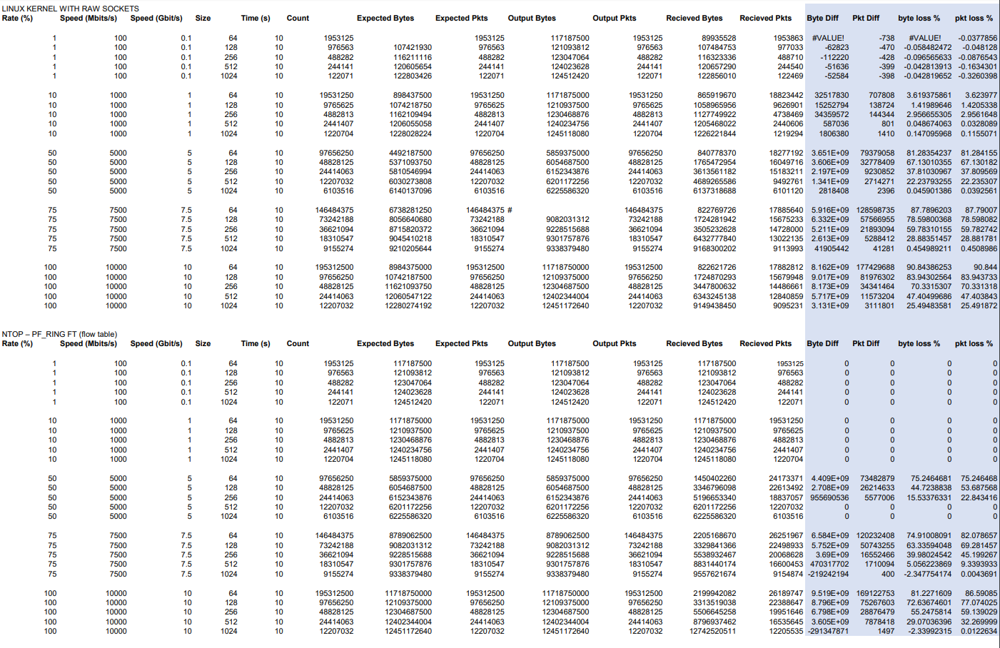 LINUX KERNEL WITH RAW SOCKETS
Rate (%) Speed (Mbits/s) Speed (Gbit/s) Size Time (s) Count Expected Bytes Expected Pkts Output Bytes Output Pkts Recieved Bytes Recieved Pkts Byte Diff Pkt Diff byte loss % pkt loss %
1 100 0.1 64 10 1953125 1953125 117187500 1953125 89935528 1953863 #VALUE! -738 #VALUE! -0.0377856
1 100 0.1 128 10 976563 107421930 976563 121093812 976563 107484753 977033 -62823 -470 -0.058482472 -0.048128
1 100 0.1 256 10 488282 116211116 488282 123047064 488282 116323336 488710 -112220 -428 -0.096565633 -0.0876543
1 100 0.1 512 10 244141 120605654 244141 124023628 244141 120657290 244540 -51636 -399 -0.042813913 -0.1634301
1 100 0.1 1024 10 122071 122803426 122071 124512420 122071 122856010 122469 -52584 -398 -0.042819652 -0.3260398
10 1000 1 64 10 19531250 898437500 19531250 1171875000 19531250 865919670 18823442 32517830 707808 3.619375861 3.623977
10 1000 1 128 10 9765625 1074218750 9765625 1210937500 9765625 1058965956 9626901 15252794 138724 1.41989646 1.4205338
10 1000 1 256 10 4882813 1162109494 4882813 1230468876 4882813 1127749922 4738469 34359572 144344 2.956655305 2.9561648
10 1000 1 512 10 2441407 1206055058 2441407 1240234756 2441407 1205468022 2440606 587036 801 0.048674063 0.0328089
10 1000 1 1024 10 1220704 1228028224 1220704 1245118080 1220704 1226221844 1219294 1806380 1410 0.147095968 0.1155071
50 5000 5 64 10 97656250 4492187500 97656250 5859375000 97656250 840778370 18277192 3.651E+09 79379058 81.28354237 81.284155
50 5000 5 128 10 48828125 5371093750 48828125 6054687500 48828125 1765472954 16049716 3.606E+09 32778409 67.13010355 67.130182
50 5000 5 256 10 24414063 5810546994 24414063 6152343876 24414063 3613561182 15183211 2.197E+09 9230852 37.81030967 37.809569
50 5000 5 512 10 12207032 6030273808 12207032 6201172256 12207032 4689265586 9492761 1.341E+09 2714271 22.23793255 22.235307
50 5000 5 1024 10 6103516 6140137096 6103516 6225586320 6103516 6137318688 6101120 2818408 2396 0.045901386 0.0392561
75 7500 7.5 64 10 146484375 6738281250 146484375 # 146484375 822769726 17885640 5.916E+09 128598735 87.7896203 87.79007
75 7500 7.5 128 10 73242188 8056640680 73242188 9082031312 73242188 1724281942 15675233 6.332E+09 57566955 78.59800368 78.598082
75 7500 7.5 256 10 36621094 8715820372 36621094 9228515688 36621094 3505232628 14728000 5.211E+09 21893094 59.78310155 59.782742
75 7500 7.5 512 10 18310547 9045410218 18310547 9301757876 18310547 6432777840 13022135 2.613E+09 5288412 28.88351457 28.881781
75 7500 7.5 1024 10 9155274 9210205644 9155274 9338379480 9155274 9168300202 9113993 41905442 41281 0.454989211 0.4508986
100 10000 10 64 10 195312500 8984375000 195312500 11718750000 195312500 822621726 17882812 8.162E+09 177429688 90.84386253 90.844
100 10000 10 128 10 97656250 10742187500 97656250 12109375000 97656250 1724870293 15679948 9.017E+09 81976302 83.94302564 83.943733
100 10000 10 256 10 48828125 11621093750 48828125 12304687500 48828125 3447800632 14486661 8.173E+09 34341464 70.3315307 70.331318
100 10000 10 512 10 24414063 12060547122 24414063 12402344004 24414063 6343245138 12840859 5.717E+09 11573204 47.40499686 47.403843
100 10000 10 1024 10 12207032 12280274192 12207032 12451172640 12207032 9149438450 9095231 3.131E+09 3111801 25.49483581 25.491872
NTOP – PF_RING FT (flow table)
Rate (%) Speed (Mbits/s) Speed (Gbit/s) Size Time (s) Count Expected Bytes Expected Pkts Output Bytes Output Pkts Recieved Bytes Recieved Pkts Byte Diff Pkt Diff byte loss % pkt loss %
1 100 0.1 64 10 1953125 117187500 1953125 117187500 1953125 117187500 1953125 0 0 0 0
1 100 0.1 128 10 976563 121093812 976563 121093812 976563 121093812 976563 0 0 0 0
1 100 0.1 256 10 488282 123047064 488282 123047064 488282 123047064 488282 0 0 0 0
1 100 0.1 512 10 244141 124023628 244141 124023628 244141 124023628 244141 0 0 0 0
1 100 0.1 1024 10 122071 124512420 122071 124512420 122071 124512420 122071 0 0 0 0
10 1000 1 64 10 19531250 1171875000 19531250 1171875000 19531250 1171875000 19531250 0 0 0 0
10 1000 1 128 10 9765625 1210937500 9765625 1210937500 9765625 1210937500 9765625 0 0 0 0
10 1000 1 256 10 4882813 1230468876 4882813 1230468876 4882813 1230468876 4882813 0 0 0 0
10 1000 1 512 10 2441407 1240234756 2441407 1240234756 2441407 1240234756 2441407 0 0 0 0
10 1000 1 1024 10 1220704 1245118080 1220704 1245118080 1220704 1245118080 1220704 0 0 0 0
50 5000 5 64 10 97656250 5859375000 97656250 5859375000 97656250 1450402260 24173371 4.409E+09 73482879 75.2464681 75.246468
50 5000 5 128 10 48828125 6054687500 48828125 6054687500 48828125 3346796098 22613492 2.708E+09 26214633 44.7238838 53.687568
50 5000 5 256 10 24414063 6152343876 24414063 6152343876 24414063 5196653340 18837057 955690536 5577006 15.53376331 22.843416
50 5000 5 512 10 12207032 6201172256 12207032 6201172256 12207032 6201172256 12207032 0 0 0 0
50 5000 5 1024 10 6103516 6225586320 6103516 6225586320 6103516 6225586320 6103516 0 0 0 0
75 7500 7.5 64 10 146484375 8789062500 146484375 8789062500 146484375 2205168670 26251967 6.584E+09 120232408 74.91008091 82.078657
75 7500 7.5 128 10 73242188 9082031312 73242188 9082031312 73242188 3329841366 22498933 5.752E+09 50743255 63.33594048 69.281457
75 7500 7.5 256 10 36621094 9228515688 36621094 9228515688 36621094 5538932467 20068628 3.69E+09 16552466 39.98024542 45.199267
75 7500 7.5 512 10 18310547 9301757876 18310547 9301757876 18310547 8831440174 16600453 470317702 1710094 5.056223869 9.3393933
75 7500 7.5 1024 10 9155274 9338379480 9155274 9338379480 9155274 9557621674 9154874 -219242194 400 -2.347754174 0.0043691
100 10000 10 64 10 195312500 11718750000 195312500 11718750000 195312500 2199942082 26189747 9.519E+09 169122753 81.2271609 86.59085
100 10000 10 128 10 97656250 12109375000 97656250 12109375000 97656250 3313519038 22388647 8.796E+09 75267603 72.63674601 77.074025
100 10000 10 256 10 48828125 12304687500 48828125 12304687500 48828125 5506645258 19951646 6.798E+09 28876479 55.2475814 59.139029
100 10000 10 512 10 24414063 12402344004 24414063 12402344004 24414063 8796937462 16535645 3.605E+09 7878418 29.07036396 32.269999
100 10000 10 1024 10 12207032 12451172640 12207032 12451172640 12207032 12742520511 12205535 -291347871 1497 -2.33992315 0.0122634